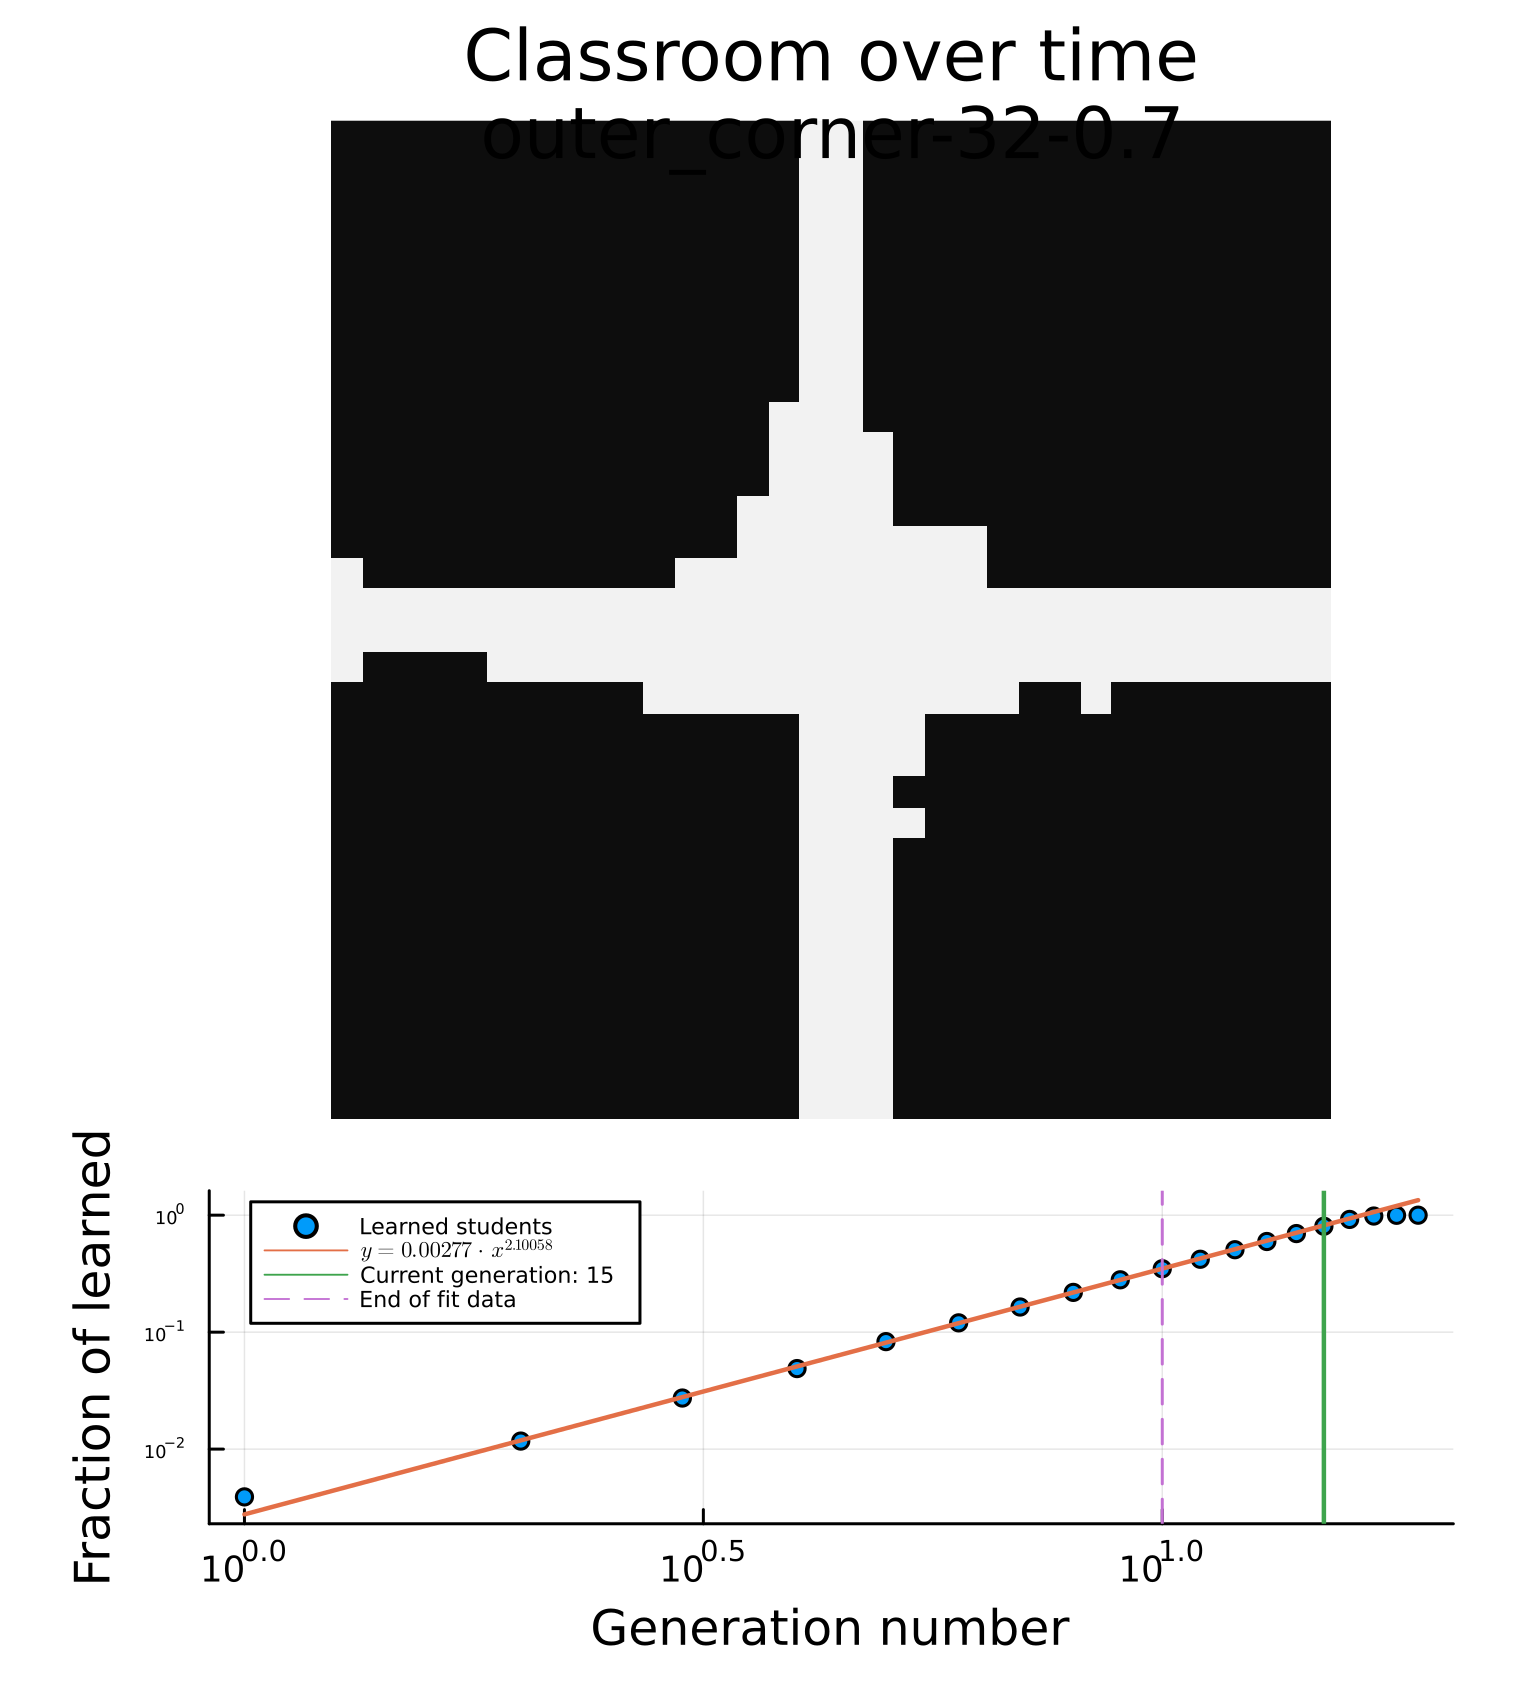 Classroom over time
outer_corner-32-0.7
Fraction of learned
10^0
10^−1
10^−2
Learned students
y = 0.00277 · x^2.10058
Current generation: 15
End of fit data
10^0.0 10^0.5 10^1.0
Generation number